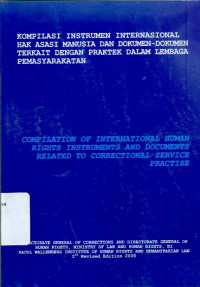 KOMPILASI INSTRUMEN INTERNASIONAL
HAK ASASI MANUSIA DAN DOKUMEN-DOKUMEN
TERKAIT DENGAN PRAKTEK DALAM LEMBAGA
PEMASYARAKATAN
COMPILATION OF INTERNATIONAL HUMAN
RIGHTS INSTRUMENTS AND DOCUMENTS
RELATED TO CORRECTIONAL SERVICE
PRACTISE
DIRECTORATE GENERAL OF CORRECTIONS AND DIRECTORATE GENERAL OF
HUMAN RIGHTS, MINISTRY OF LAW AND HUMAN RIGHTS, RI
RAOUL WALLENBERG INSTITUTE OF HUMAN RIGHTS AND HUMANITARIAN LAW
Revised Edition 2008